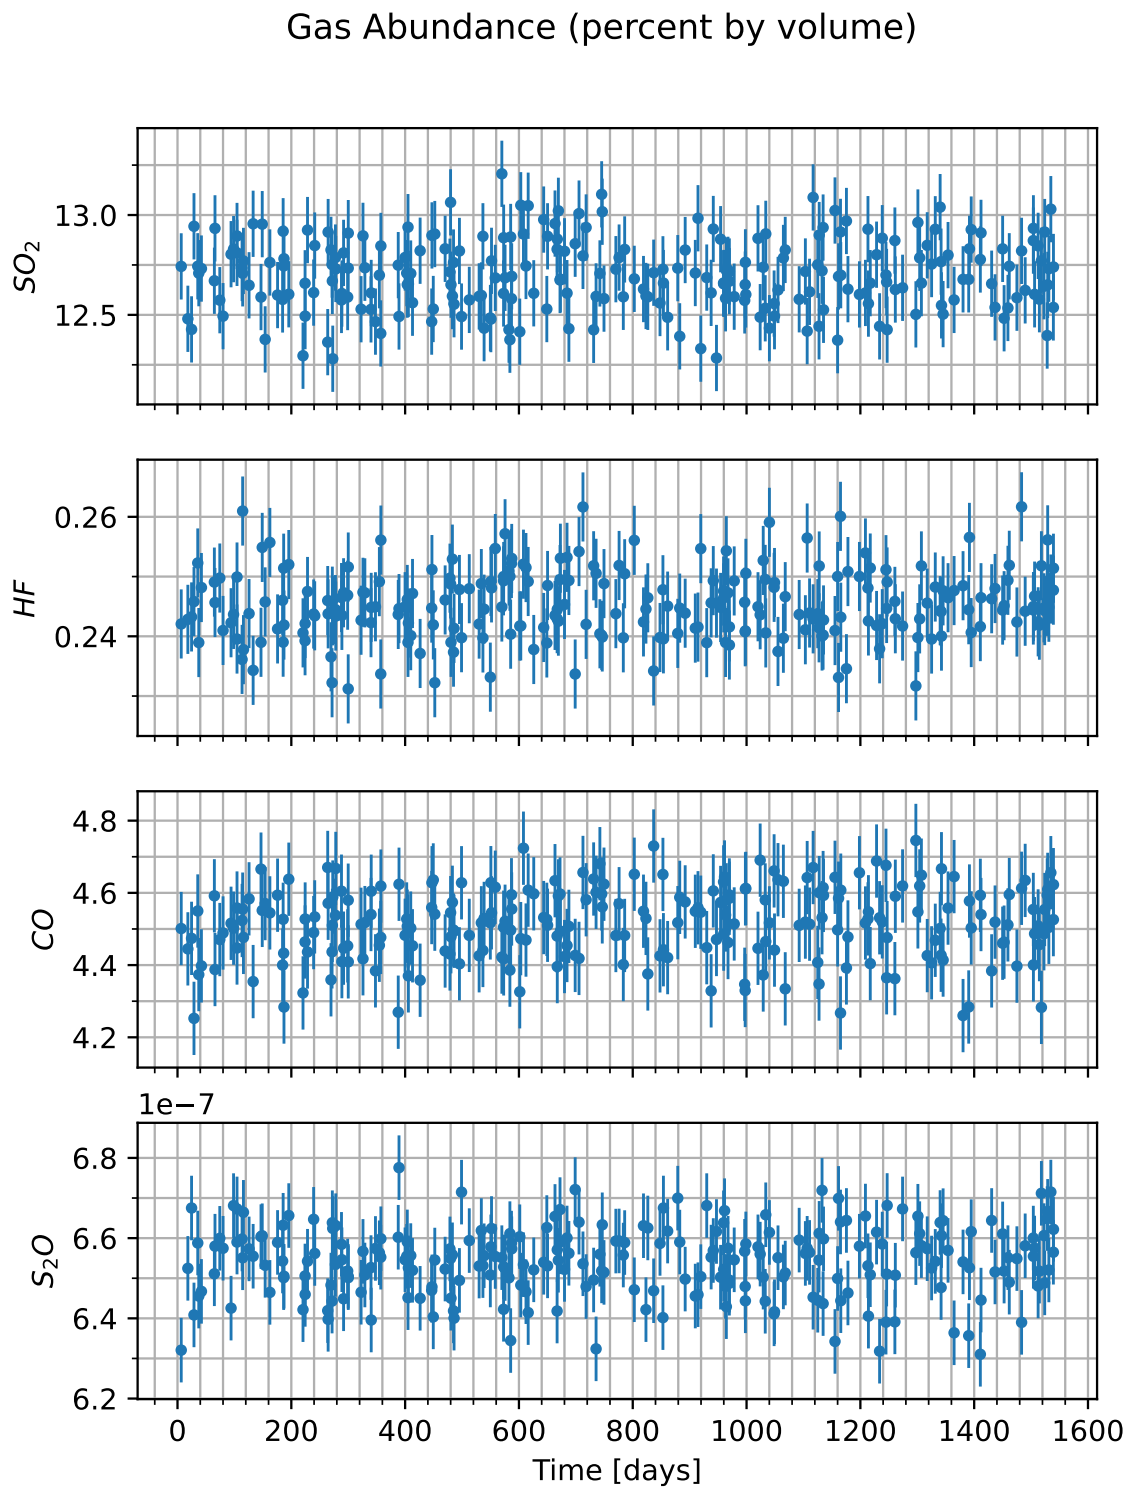 Gas Abundance (percent by volume)
SO₂
13.0
12.5
HF
0.26
0.24
CO
4.8
4.6
4.4
4.2
1e−7
S₂O
6.8
6.6
6.4
6.2
0 200 400 600 800 1000 1200 1400 1600
Time [days]